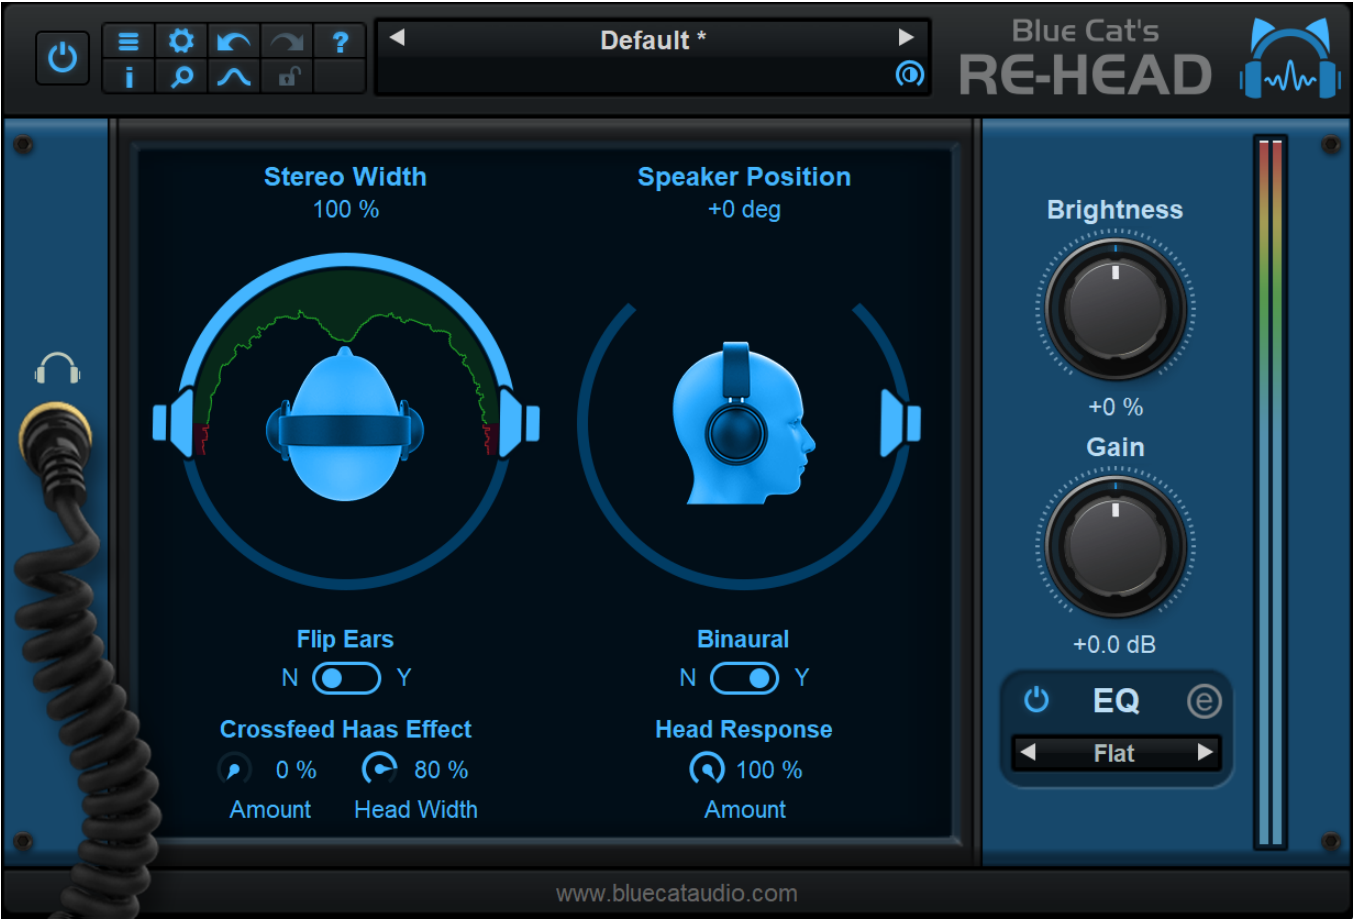 ?
i
Default *
Blue Cat's
RE-HEAD
Stereo Width
100 %
Speaker Position
+0 deg
Flip Ears
N Y
Binaural
N Y
Crossfeed Haas Effect
0 % 80 %
Amount Head Width
Head Response
100 %
Amount
Brightness
+0 %
Gain
+0.0 dB
EQ e
Flat
www.bluecataudio.com